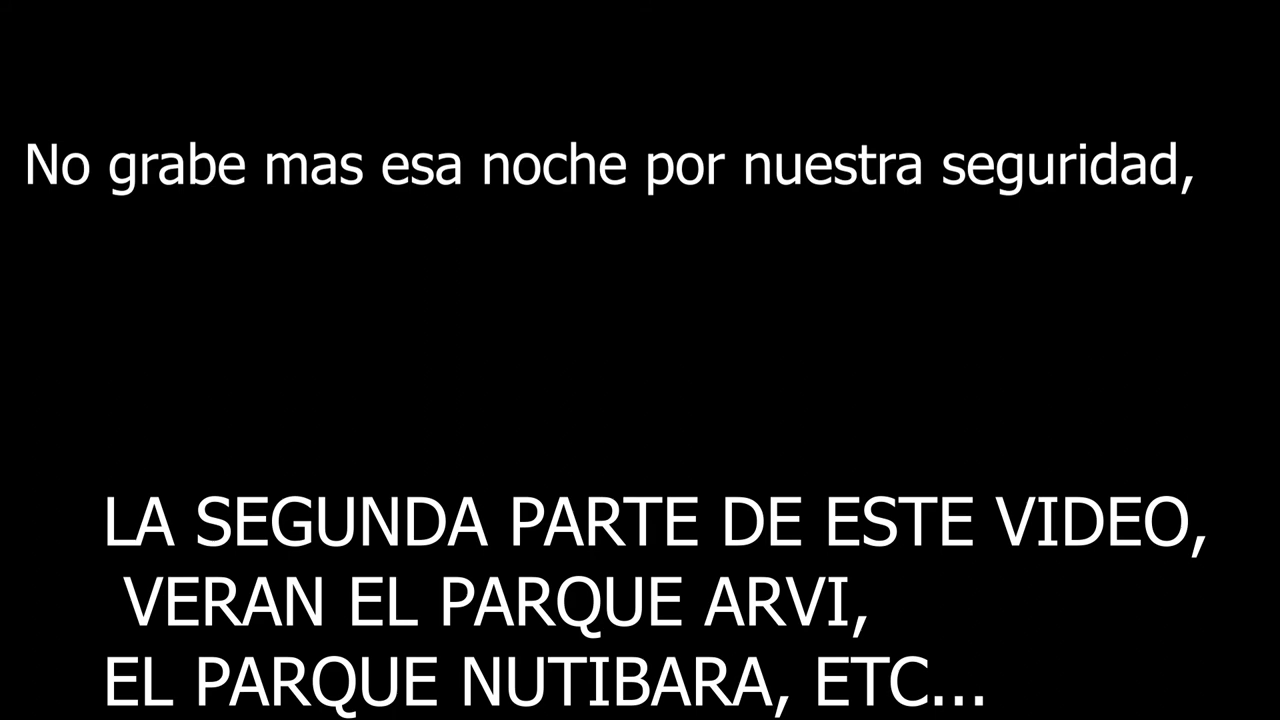 No grabe mas esa noche por nuestra seguridad,
LA SEGUNDA PARTE DE ESTE VIDEO,
VERAN EL PARQUE ARVI,
EL PARQUE NUTIBARA, ETC...